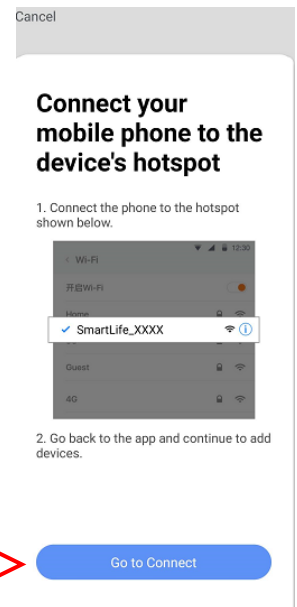 Cancel
Connect your
mobile phone to the
device's hotspot
1. Connect the phone to the hotspot
shown below.
12:30
Wi-Fi
开启Wi-Fi
Home
SmartLife_XXXX
Guest
4G
2. Go back to the app and continue to add
devices.
Go to Connect